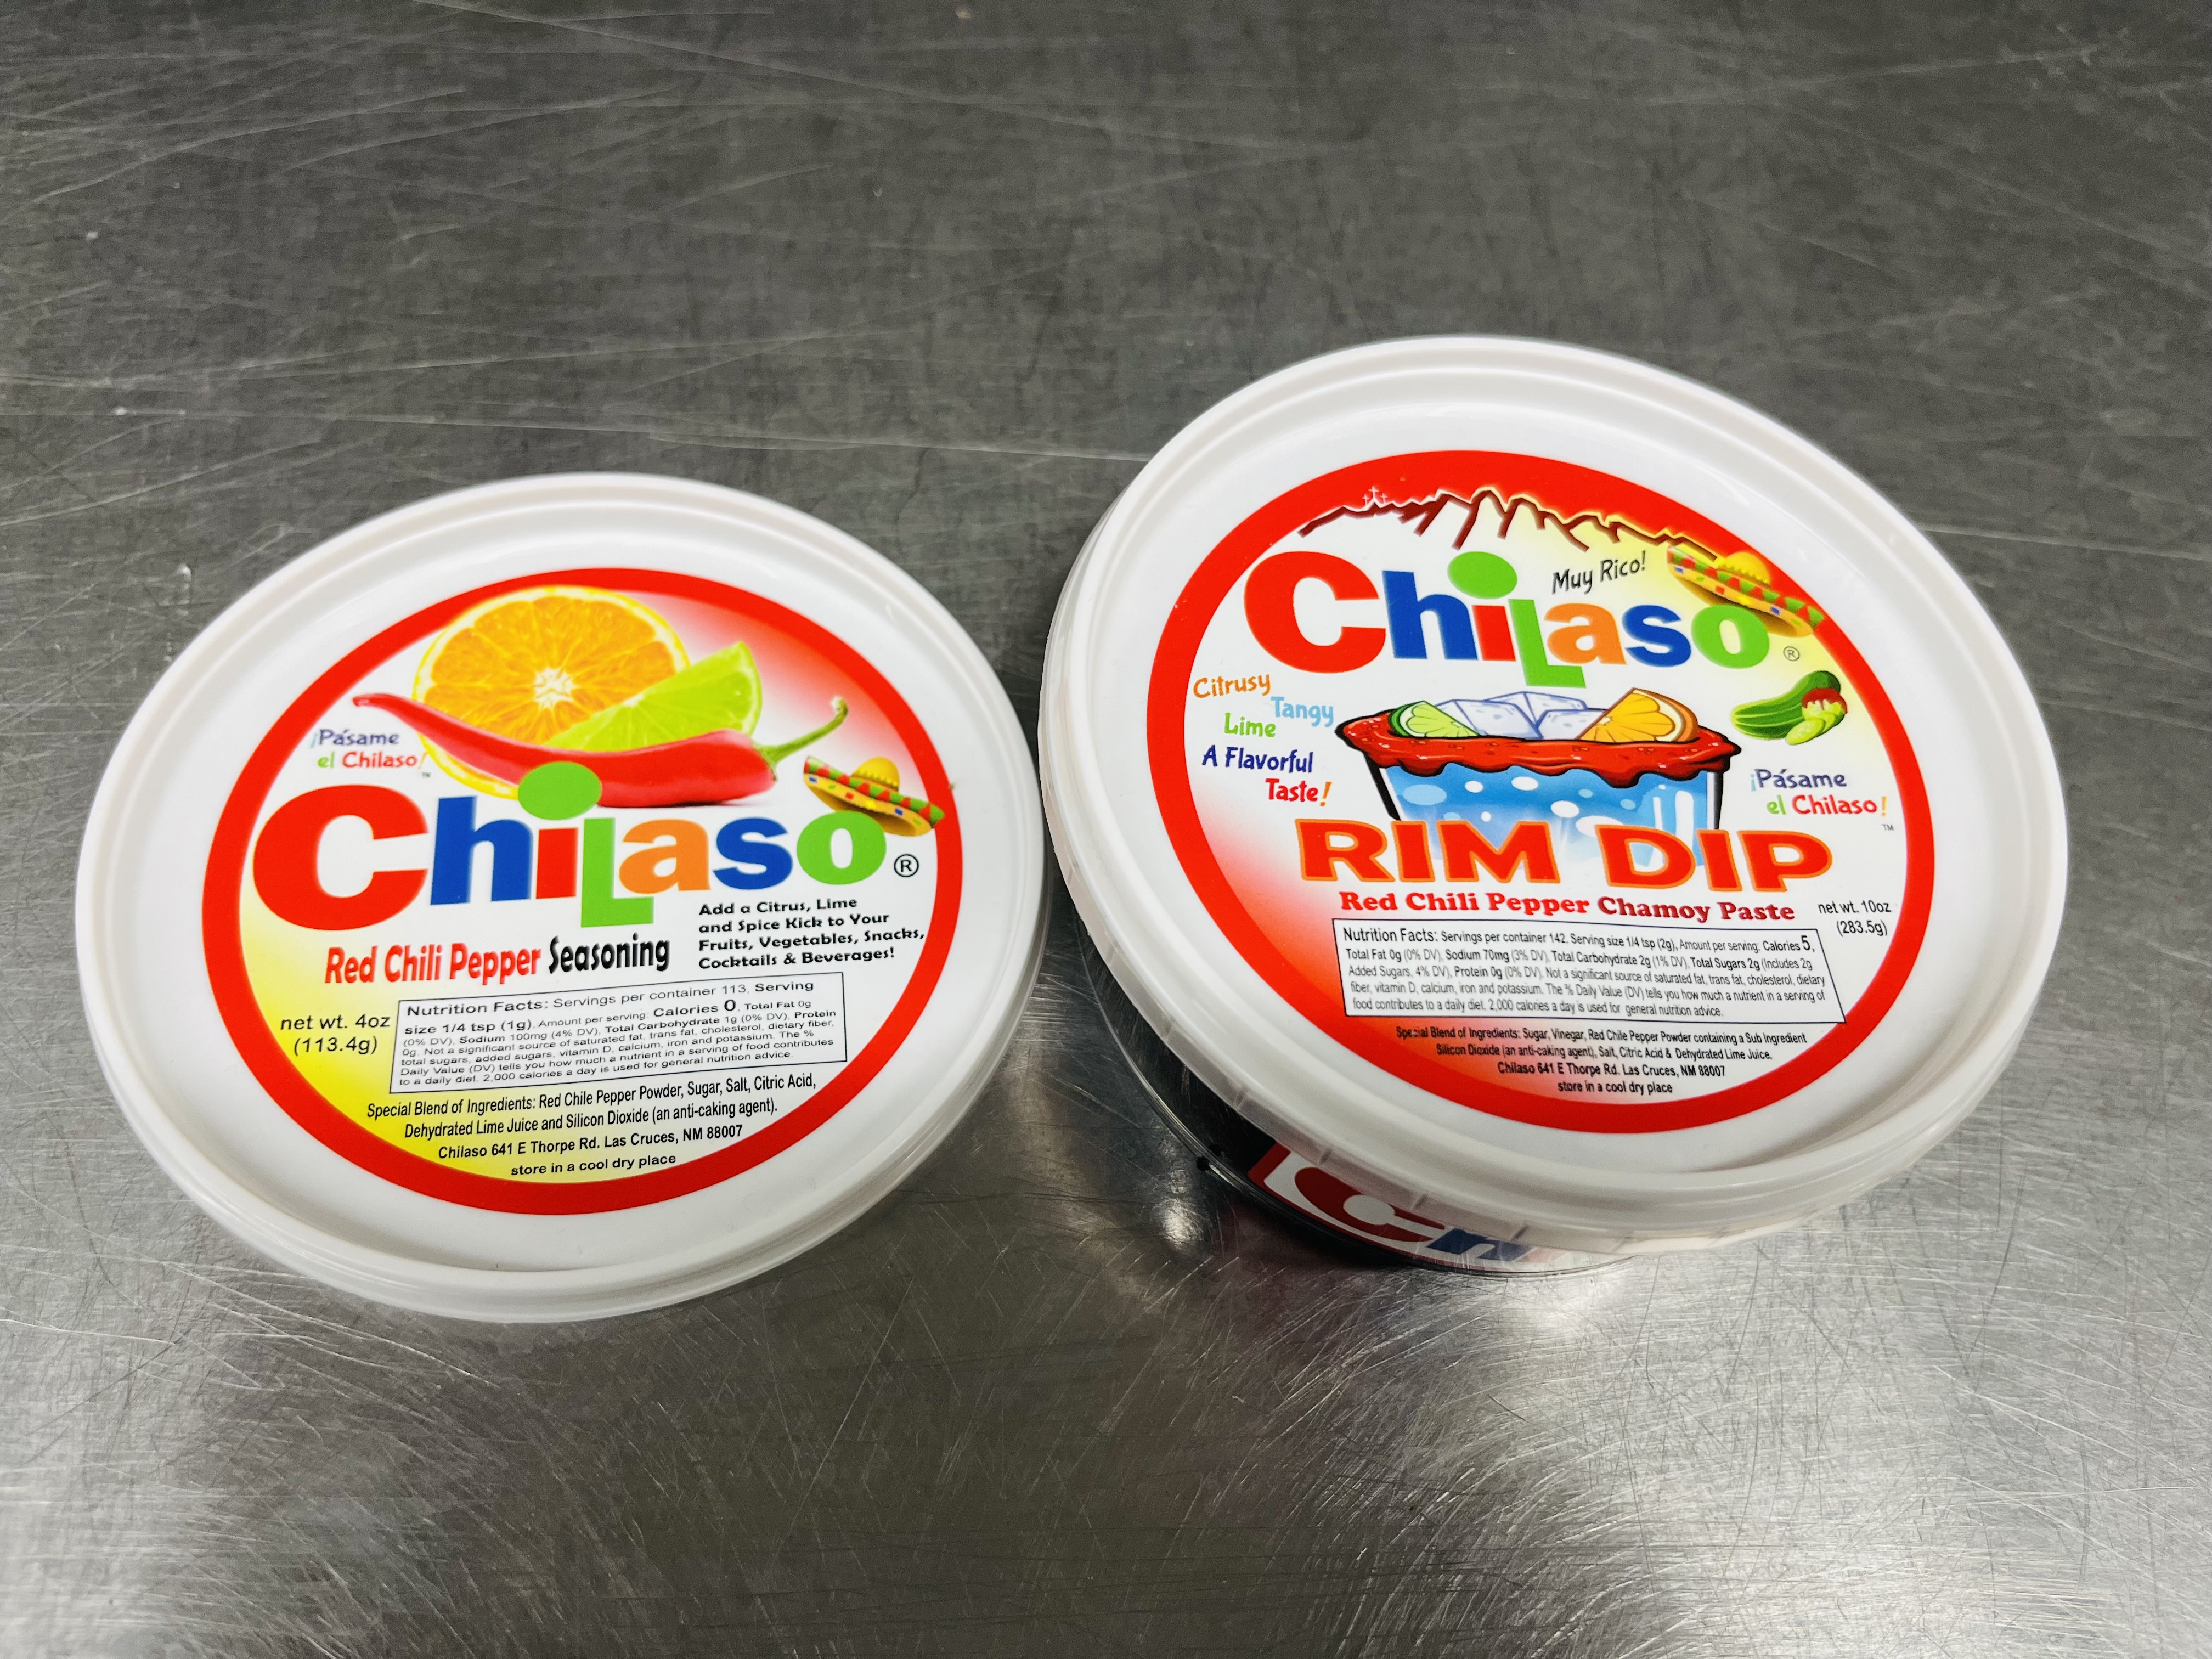 ¡Pásame
el Chilaso!
™
ChiLaso®
Red Chili Pepper Seasoning
Add a Citrus, Lime
and Spice Kick to Your
Fruits, Vegetables, Snacks,
Cocktails & Beverages!
net wt. 4oz
(113.4g)
Nutrition Facts: Servings per container 113, Serving
size 1/4 tsp (1g), Amount per serving: Calories 0, Total Fat 0g
(0% DV), Sodium 100mg (4% DV), Total Carbohydrate 1g (0% DV), Protein
0g. Not a significant source of saturated fat, trans fat, cholesterol, dietary fiber,
total sugars, added sugars, vitamin D, calcium, iron and potassium. The %
Daily Value (DV) tells you how much a nutrient in a serving of food contributes
to a daily diet. 2,000 calories a day is used for general nutrition advice.
Special Blend of Ingredients: Red Chile Pepper Powder, Sugar, Salt, Citric Acid,
Dehydrated Lime Juice and Silicon Dioxide (an anti-caking agent).
Chilaso 641 E Thorpe Rd. Las Cruces, NM 88007
store in a cool dry place
Muy Rico!
ChiLaso®
Citrusy
Tangy
Lime
A Flavorful
Taste!
¡Pásame
el Chilaso!
™
RIM DIP
Red Chili Pepper Chamoy Paste
net wt. 10oz
(283.5g)
Nutrition Facts: Servings per container 142, Serving size 1/4 tsp (2g), Amount per serving: Calories 5,
Total Fat 0g (0% DV), Sodium 70mg (3% DV), Total Carbohydrate 2g (1% DV), Total Sugars 2g (Includes 2g
Added Sugars, 4% DV), Protein 0g (0% DV). Not a significant source of saturated fat, trans fat, cholesterol, dietary
fiber, vitamin D, calcium, iron and potassium. The % Daily Value (DV) tells you how much a nutrient in a serving of
food contributes to a daily diet. 2,000 calories a day is used for general nutrition advice.
Special Blend of Ingredients: Sugar, Vinegar, Red Chile Pepper Powder containing a Sub Ingredient
Silicon Dioxide (an anti-caking agent), Salt, Citric Acid & Dehydrated Lime Juice.
Chilaso 641 E Thorpe Rd. Las Cruces, NM 88007
store in a cool dry place
Ch